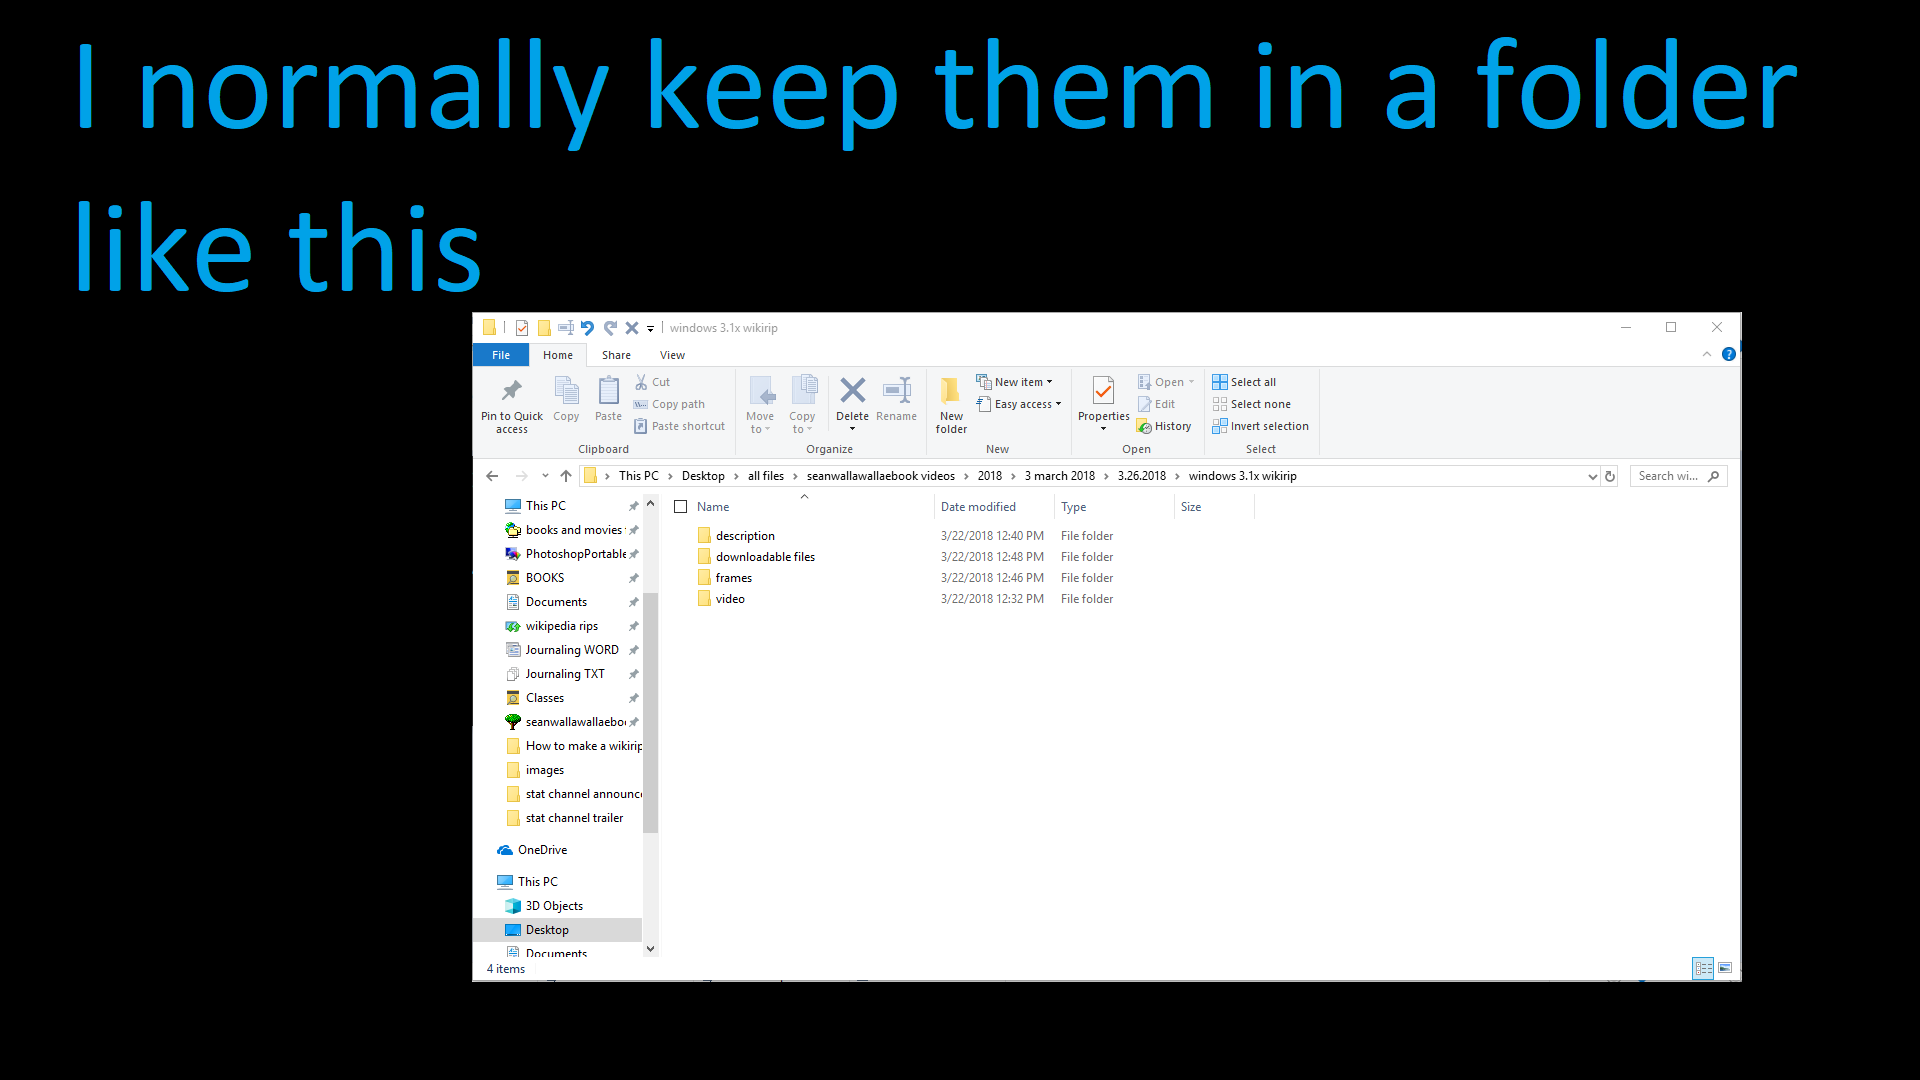 I normally keep them in a folder
like this
windows 3.1x wikirip
File Home Share View
Pin to Quick access
Copy
Paste
Cut
Copy path
Paste shortcut
Clipboard
Move to
Copy to
Delete
Rename
Organize
New folder
New item
Easy access
New
Properties
Open
Edit
History
Open
Select all
Select none
Invert selection
Select
This PC > Desktop > all files > seanwallawallaebook videos > 2018 > 3 march 2018 > 3.26.2018 > windows 3.1x wikirip
Search wi...
This PC
books and movies
PhotoshopPortable
BOOKS
Documents
wikipedia rips
Journaling WORD
Journaling TXT
Classes
seanwallawallaebo
How to make a wikirip
images
stat channel announc
stat channel trailer
OneDrive
This PC
3D Objects
Desktop
Documents
Name Date modified Type Size
description 3/22/2018 12:40 PM File folder
downloadable files 3/22/2018 12:48 PM File folder
frames 3/22/2018 12:46 PM File folder
video 3/22/2018 12:32 PM File folder
4 items